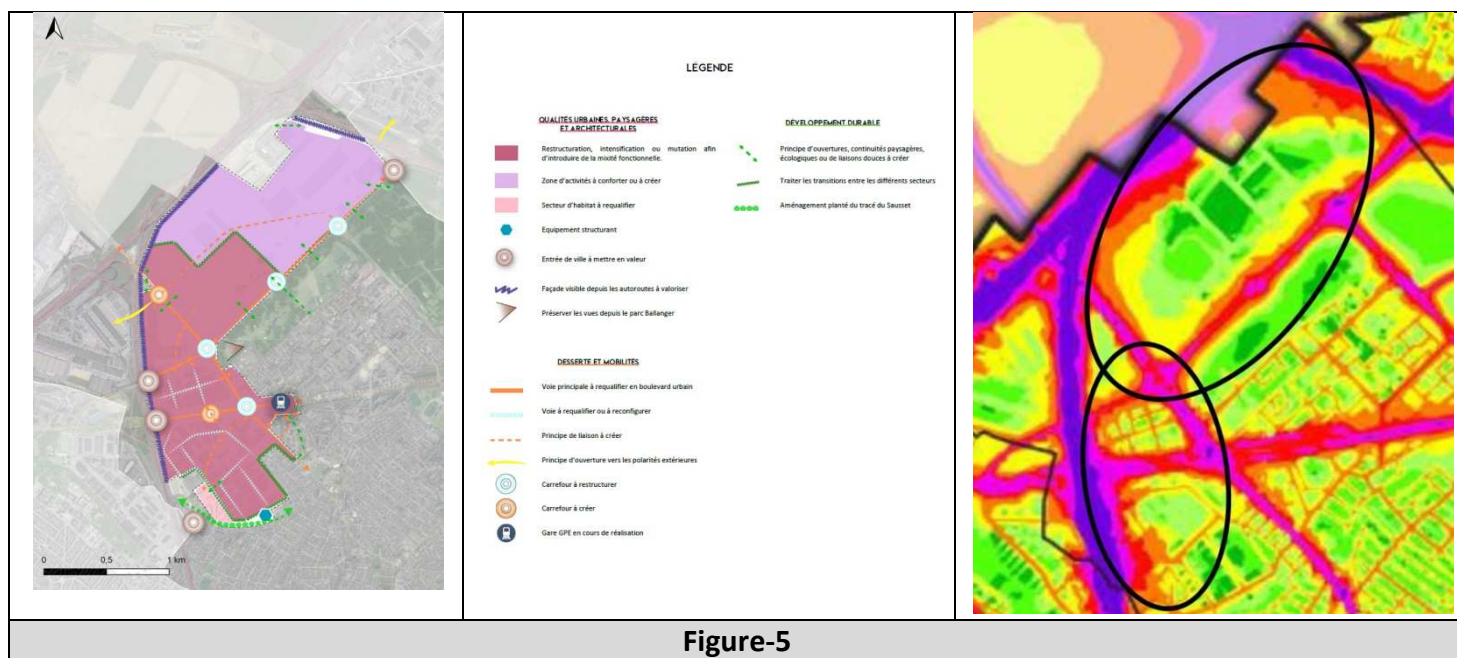 0 0,5 1 km
LÉGENDE
QUALITÉS URBAINES, PAYSAGÈRES
ET ARCHITECTURALES
Restructuration, intensification ou mutation afin
d'introduire de la mixité fonctionnelle.
Zone d'activités à conforter ou à créer
Secteur d'habitat à requalifier
Equipement structurant
Entrée de ville à mettre en valeur
Façade visible depuis les autoroutes à valoriser
Préserver les vues depuis le parc Ballanger
DESSERTE ET MOBILITÉS
Voie principale à requalifier en boulevard urbain
Voie à requalifier ou à reconfigurer
Principe de liaison à créer
Principe d'ouverture vers les polarités extérieures
Carrefour à restructurer
Carrefour à créer
Gare GPE en cours de réalisation
DÉVELOPPEMENT DURABLE
Principe d'ouvertures, continuités paysagères,
écologiques ou de liaisons douces à créer
Traiter les transitions entre les différents secteurs
Aménagement planté du tracé du Sausset
Figure-5